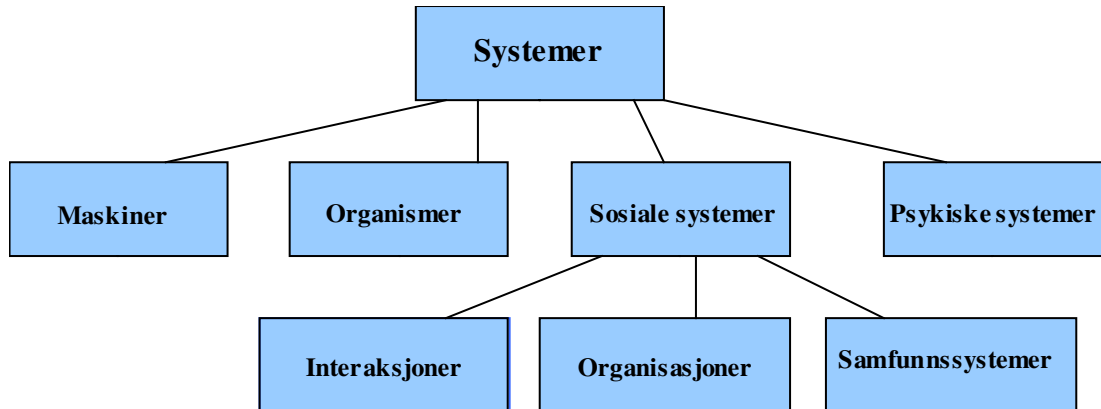 Systemer
Maskiner
Organismer
Sosiale systemer
Psykiske systemer
Interaksjoner
Organisasjoner
Samfunnssystemer